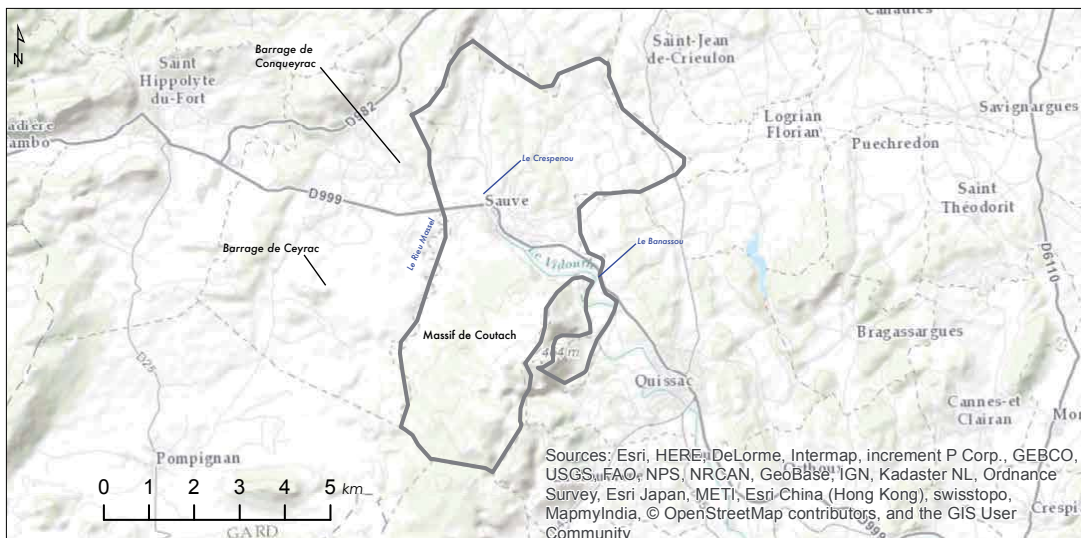 N
Barrage de
Conqueyrac
Saint
Hippolyte
du-Fort
Saint-Jean
de-Crieulon
D982
Logrian
Florian
Savignargues
Puechredon
Le Crespenou
D999
Sauve
Saint
Théodorit
Le Rieu Massel
Barrage de Ceyrac
Le Banassou
Le Vidourle
D6110
Massif de Coutach
Bragassargues
D25
Quissac
Cannes-et
Clairan
Pompignan
0 1 2 3 4 5 km
GARD
D999
Sources: Esri, HERE, DeLorme, Intermap, increment P Corp., GEBCO,
USGS, FAO, NPS, NRCAN, GeoBase, IGN, Kadaster NL, Ordnance
Survey, Esri Japan, METI, Esri China (Hong Kong), swisstopo,
MapmyIndia, © OpenStreetMap contributors, and the GIS User
Community